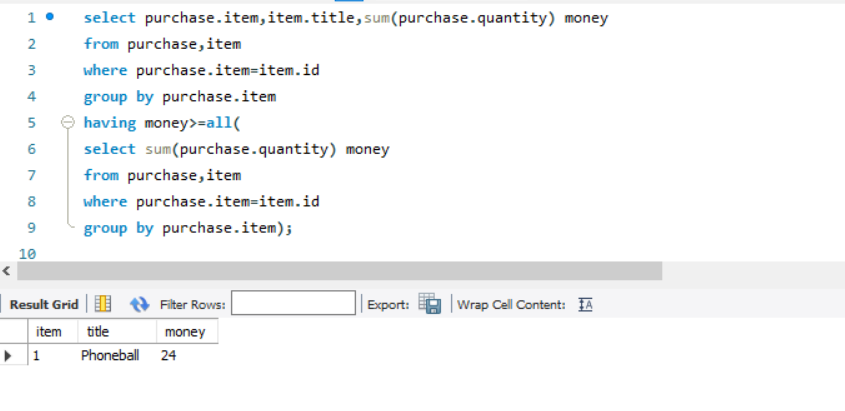 1 select purchase.item,item.title,sum(purchase.quantity) money
2 from purchase,item
3 where purchase.item=item.id
4 group by purchase.item
5 having money>=all(
6 select sum(purchase.quantity) money
7 from purchase,item
8 where purchase.item=item.id
9 group by purchase.item);
10
Result Grid Filter Rows: Export: Wrap Cell Content: IA
item title money
1 Phoneball 24